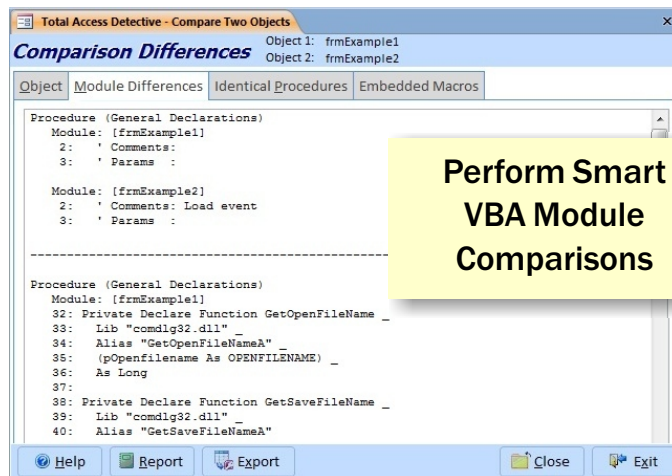 Total Access Detective - Compare Two Objects
Comparison Differences
Object 1: frmExample1
Object 2: frmExample2
Object Module Differences Identical Procedures Embedded Macros
Procedure (General Declarations)
Module: [frmExample1]
2: ' Comments:
3: ' Params :
Module: [frmExample2]
2: ' Comments: Load event
3: ' Params :
Perform Smart
VBA Module
Comparisons
Procedure (General Declarations)
Module: [frmExample1]
32: Private Declare Function GetOpenFileName _
33: Lib "comdlg32.dll" _
34: Alias "GetOpenFileNameA" _
35: (pOpenfilename As OPENFILENAME) _
36: As Long
37:
38: Private Declare Function GetSaveFileName _
39: Lib "comdlg32.dll" _
40: Alias "GetSaveFileNameA"
Help Report Export Close Exit